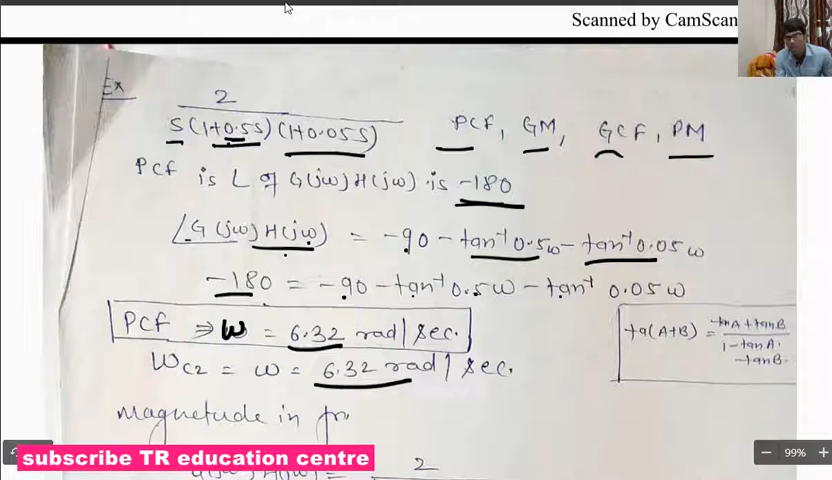 Scanned by CamScan
Ex
2
S(1+0.5S)(1+0.05S)
PCF, GM, GCF, PM
PCF is ∠ of G(jω)H(jω) is -180
∠G(jω)H(jω) = -90 - tan⁻¹0.5ω - tan⁻¹0.05ω
-180 = -90 - tan⁻¹0.5ω - tan⁻¹ 0.05ω
PCF ⇒ ω = 6.32 rad/sec.
ta(A+B) = tanA+tanB
1-tanA.
tanB.
ωc2 = ω = 6.32 rad/sec.
magnetude in
subscribe TR education centre
2
99%